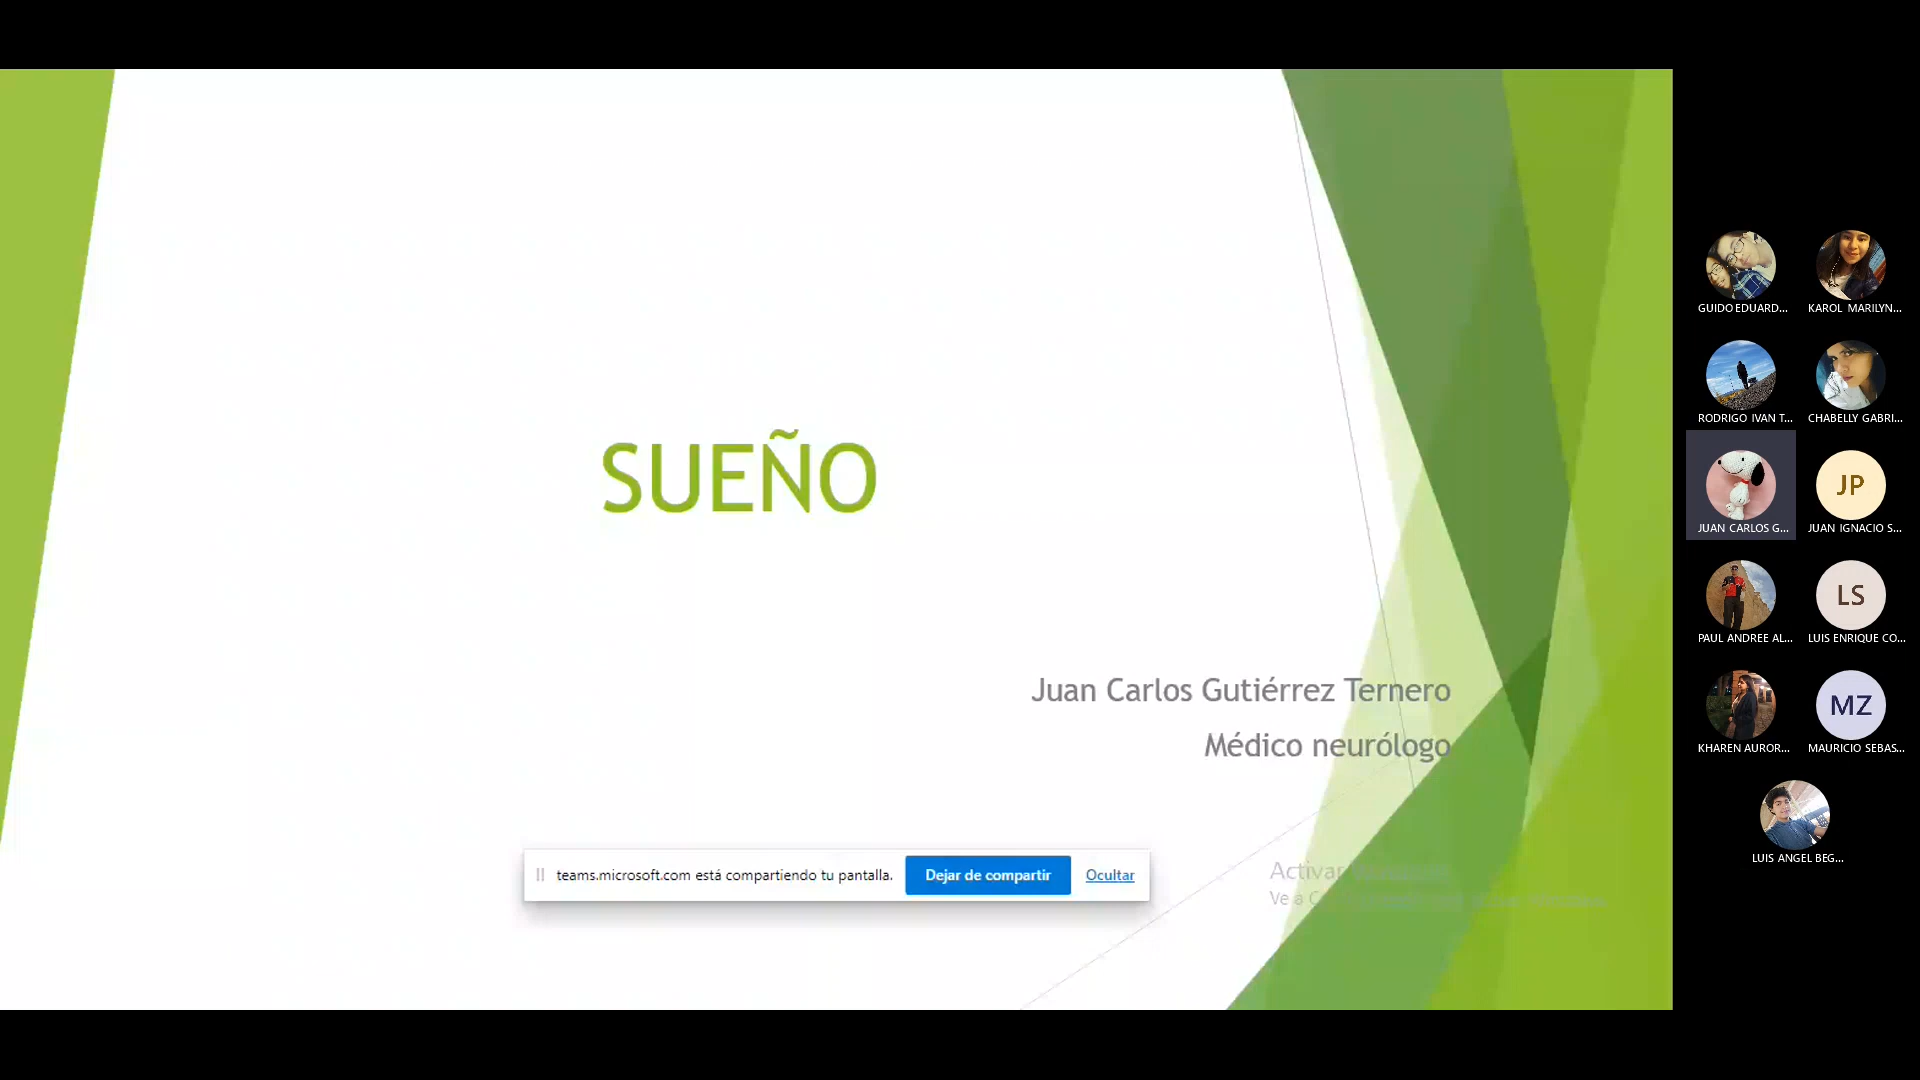 SUEÑO
Juan Carlos Gutiérrez Ternero
Médico neurólogo
teams.microsoft.com está compartiendo tu pantalla.
Dejar de compartir
Ocultar
Activar
Ve a
GUIDO EDUARD...
KAROL MARILYN...
RODRIGO IVAN T...
CHABELLY GABRI...
JUAN CARLOS G...
JP
JUAN IGNACIO S...
PAUL ANDREE AL...
LS
LUIS ENRIQUE CO...
KHAREN AUROR...
MZ
MAURICIO SEBAS...
LUIS ANGEL BEG...